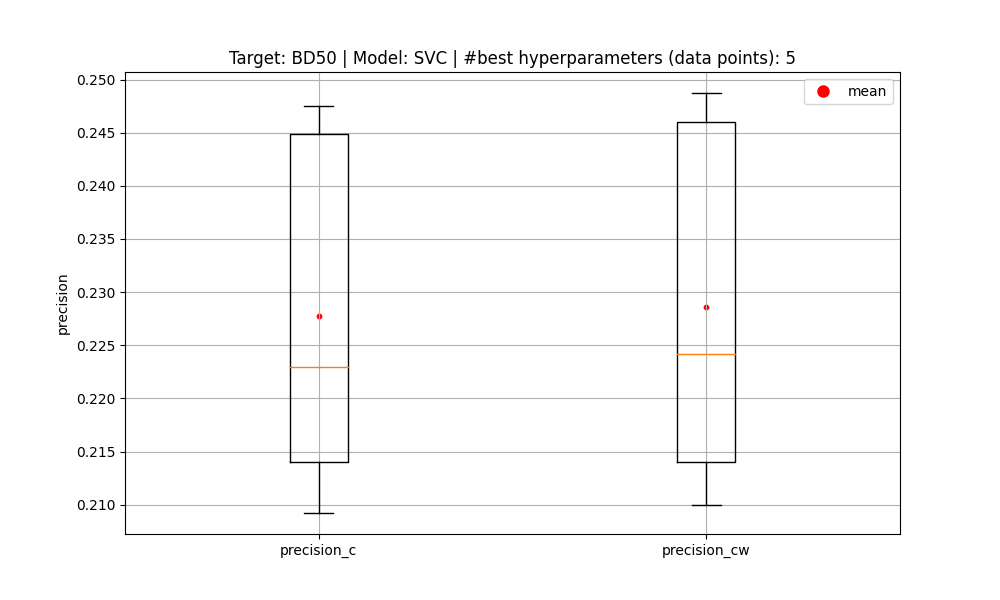 Target: BD50 | Model: SVC | #best hyperparameters (data points): 5
mean
0.250
0.245
0.240
0.235
0.230
0.225
0.220
0.215
0.210
precision
precision_c
precision_cw